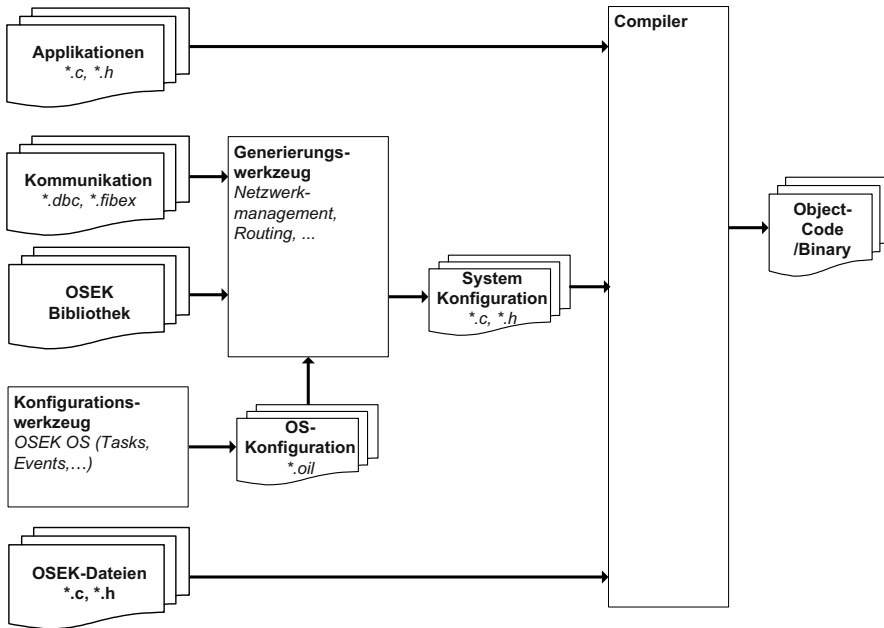 Applikationen
*.c, *.h
Compiler
Kommunikation
*.dbc, *.fibex
Generierungs-
werkzeug
Netzwerk-
management,
Routing, ...
Object-
Code
/Binary
OSEK
Bibliothek
System
Konfiguration
*.c, *.h
Konfigurations-
werkzeug
OSEK OS (Tasks,
Events,…)
OS-
Konfiguration
*.oil
OSEK-Dateien
*.c, *.h